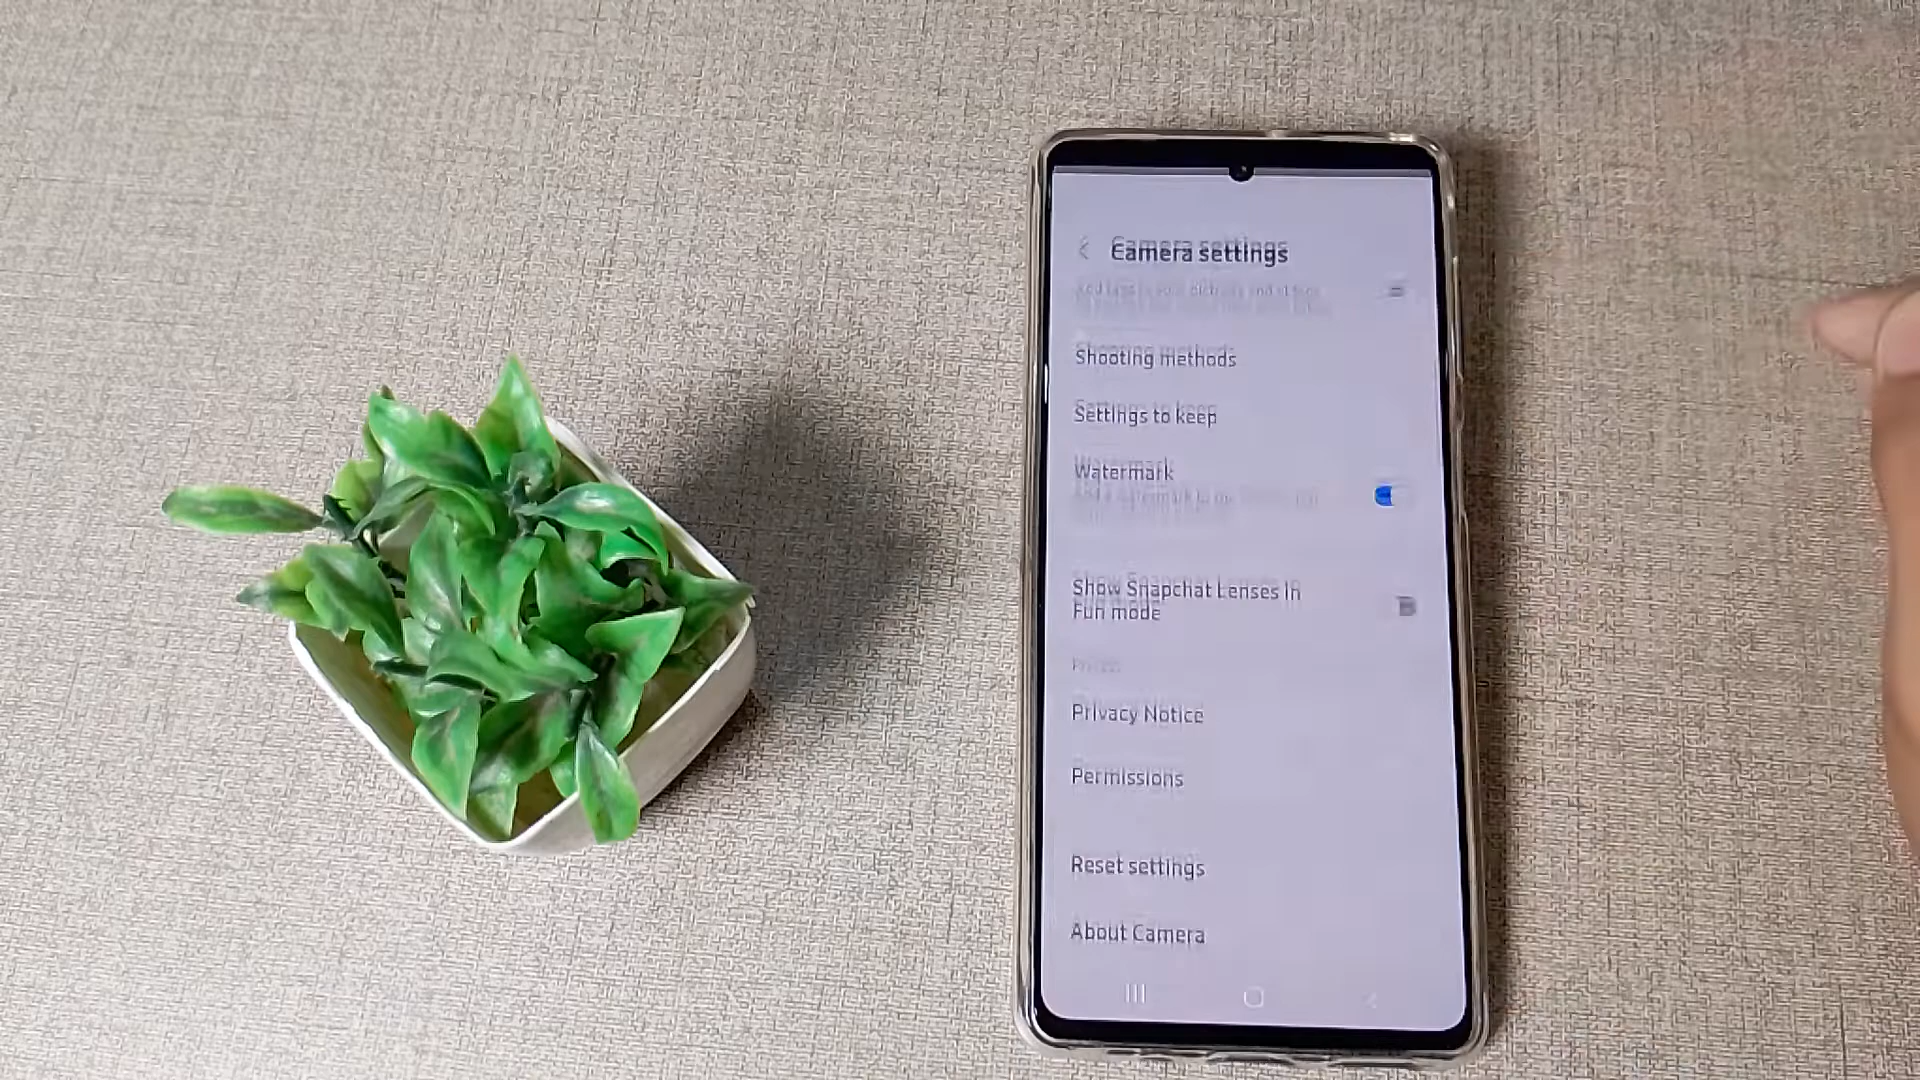 Camera settings
Shooting methods
Settings to keep
Watermark
Show Snapchat Lenses in
Fun mode
Privacy
Privacy Notice
Permissions
Reset settings
About Camera